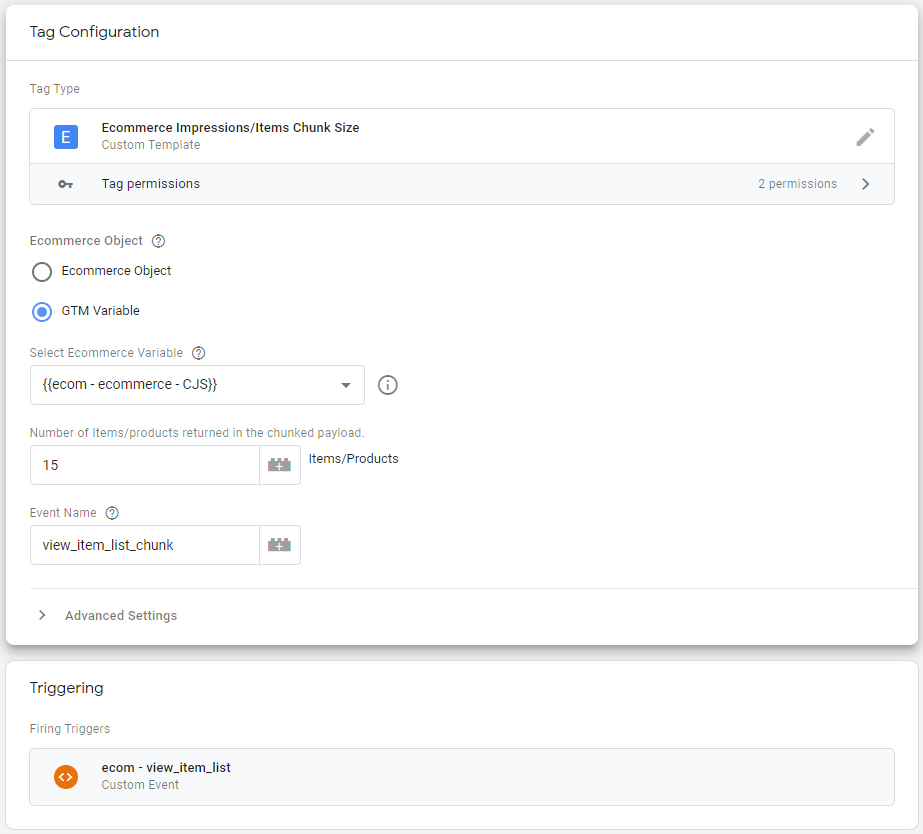 Tag Configuration
Tag Type
E
Ecommerce Impressions/Items Chunk Size
Custom Template
Tag permissions
2 permissions
Ecommerce Object
Ecommerce Object
GTM Variable
Select Ecommerce Variable
{{ecom - ecommerce - CJS}}
Number of Items/products returned in the chunked payload.
15
Items/Products
Event Name
view_item_list_chunk
Advanced Settings
Triggering
Firing Triggers
ecom - view_item_list
Custom Event